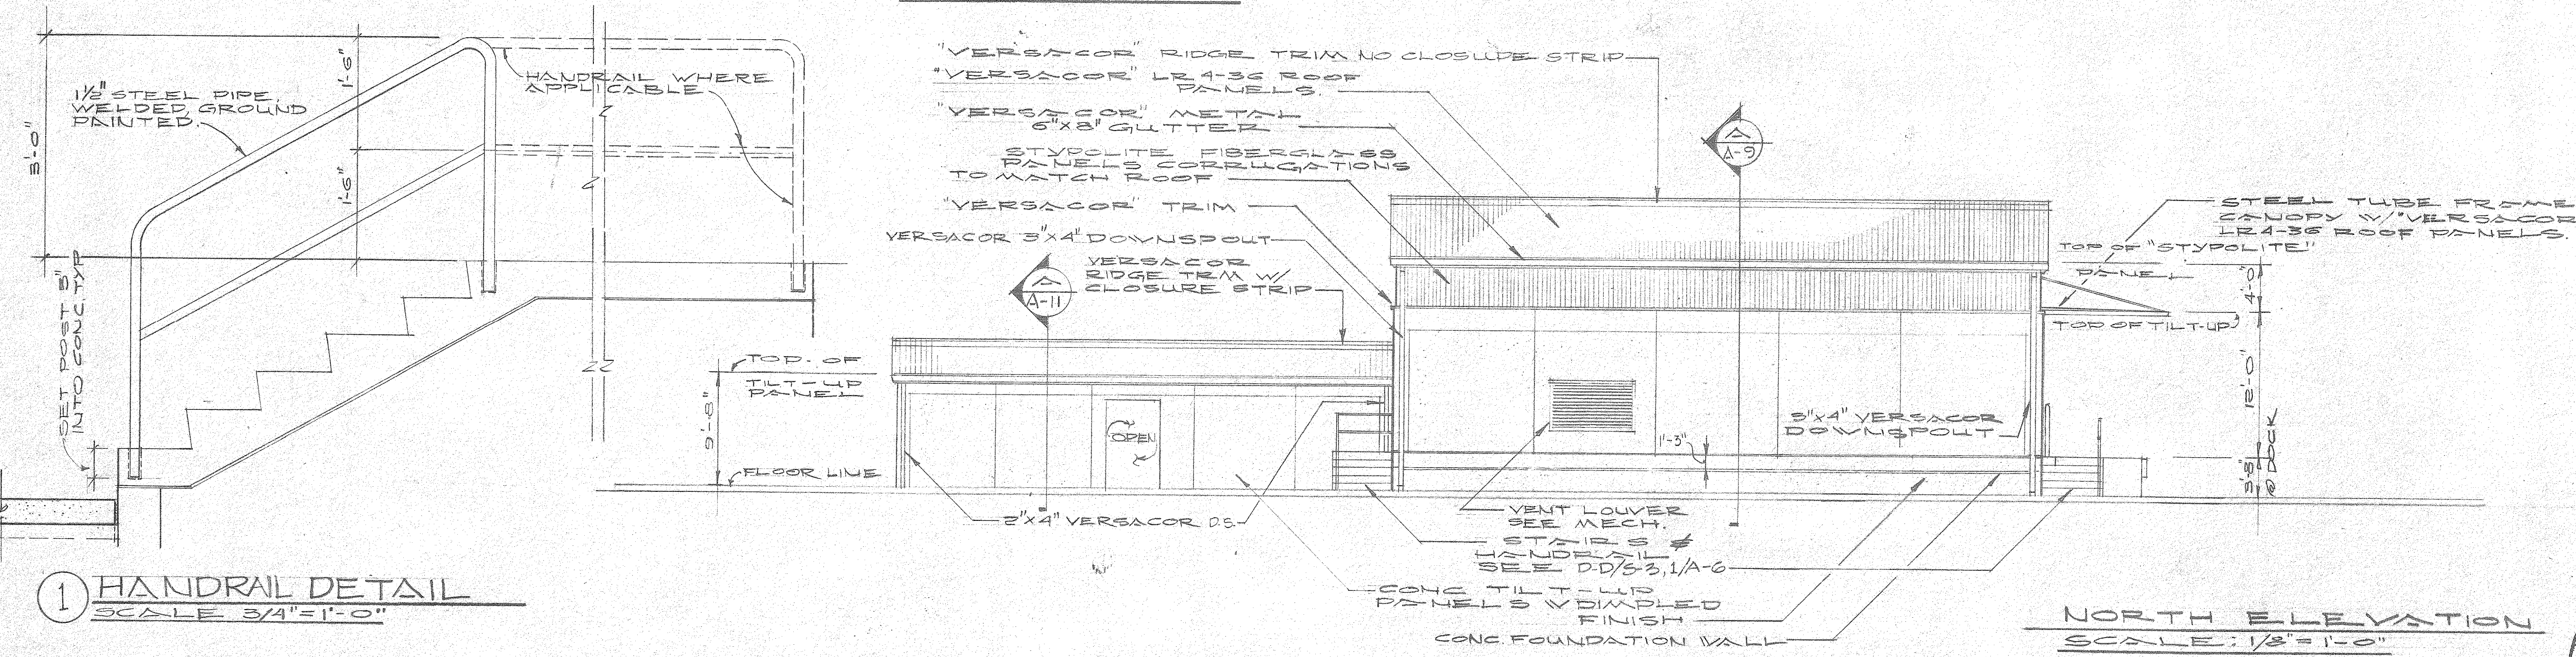 3'-0"
1'-6"
1'-6"
1½" STEEL PIPE,
WELDED, GROUND
PAINTED.
HANDRAIL WHERE
APPLICABLE
SET POST 5"
INTO CONC. TYP
1 HANDRAIL DETAIL
SCALE 3/4"=1'-0"
"VERSACOR" RIDGE TRIM NO CLOSURE STRIP
"VERSACOR" LR 4-36 ROOF
PANELS.
"VERSACOR" METAL
6"X8" GUTTER
STYPOLITE FIBERGLASS
PANELS CORRUGATIONS
TO MATCH ROOF
"VERSACOR" TRIM
VERSACOR 3"X4" DOWNSPOUT
VERSACOR
RIDGE TRIM W/
CLOSURE STRIP
A
A-11
A
A-9
TOP OF
TILT-UP
PANEL
9'-8"
FLOOR LINE
OPEN
2"X4" VERSACOR D.S.
1'-3"
3"X4" VERSACOR
DOWNSPOUT
VENT LOUVER
SEE MECH.
STAIRS &
HANDRAIL
SEE D-D/S-3, 1/A-6
CONC TILT-UP
PANELS W/DIMPLED
FINISH
CONC. FOUNDATION WALL
STEEL TUBE FRAME
CANOPY W/"VERSACOR
LR4-36 ROOF PANELS.
TOP OF "STYPOLITE"
PANEL
4'-0"
TOP OF TILT-UP
12'-0"
3'-8"
@ DOCK
NORTH ELEVATION
SCALE: 1/8"=1'-0"